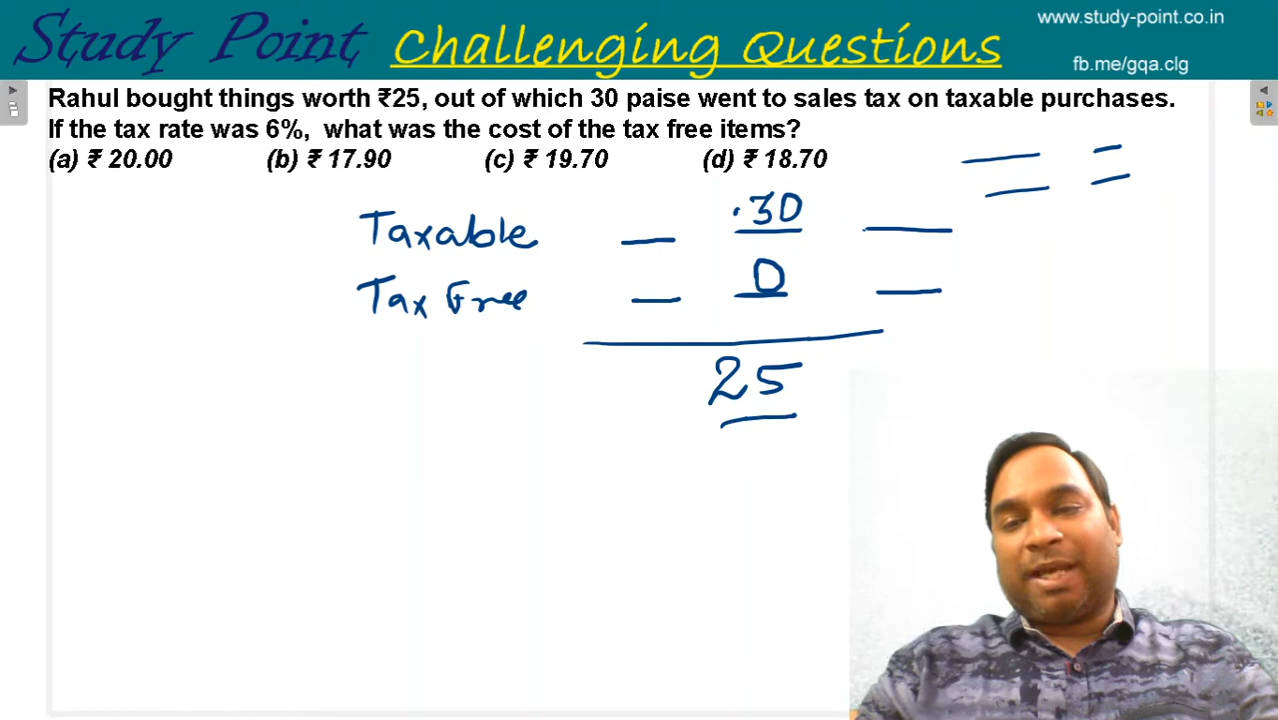 Study Point Challenging Questions
www.study-point.co.in
fb.me/gqa.clg
Rahul bought things worth ₹25, out of which 30 paise went to sales tax on taxable purchases.
If the tax rate was 6%, what was the cost of the tax free items?
(a) ₹ 20.00 (b) ₹ 17.90 (c) ₹ 19.70 (d) ₹ 18.70
Taxable — .30 —
Tax Free — 0 —
25